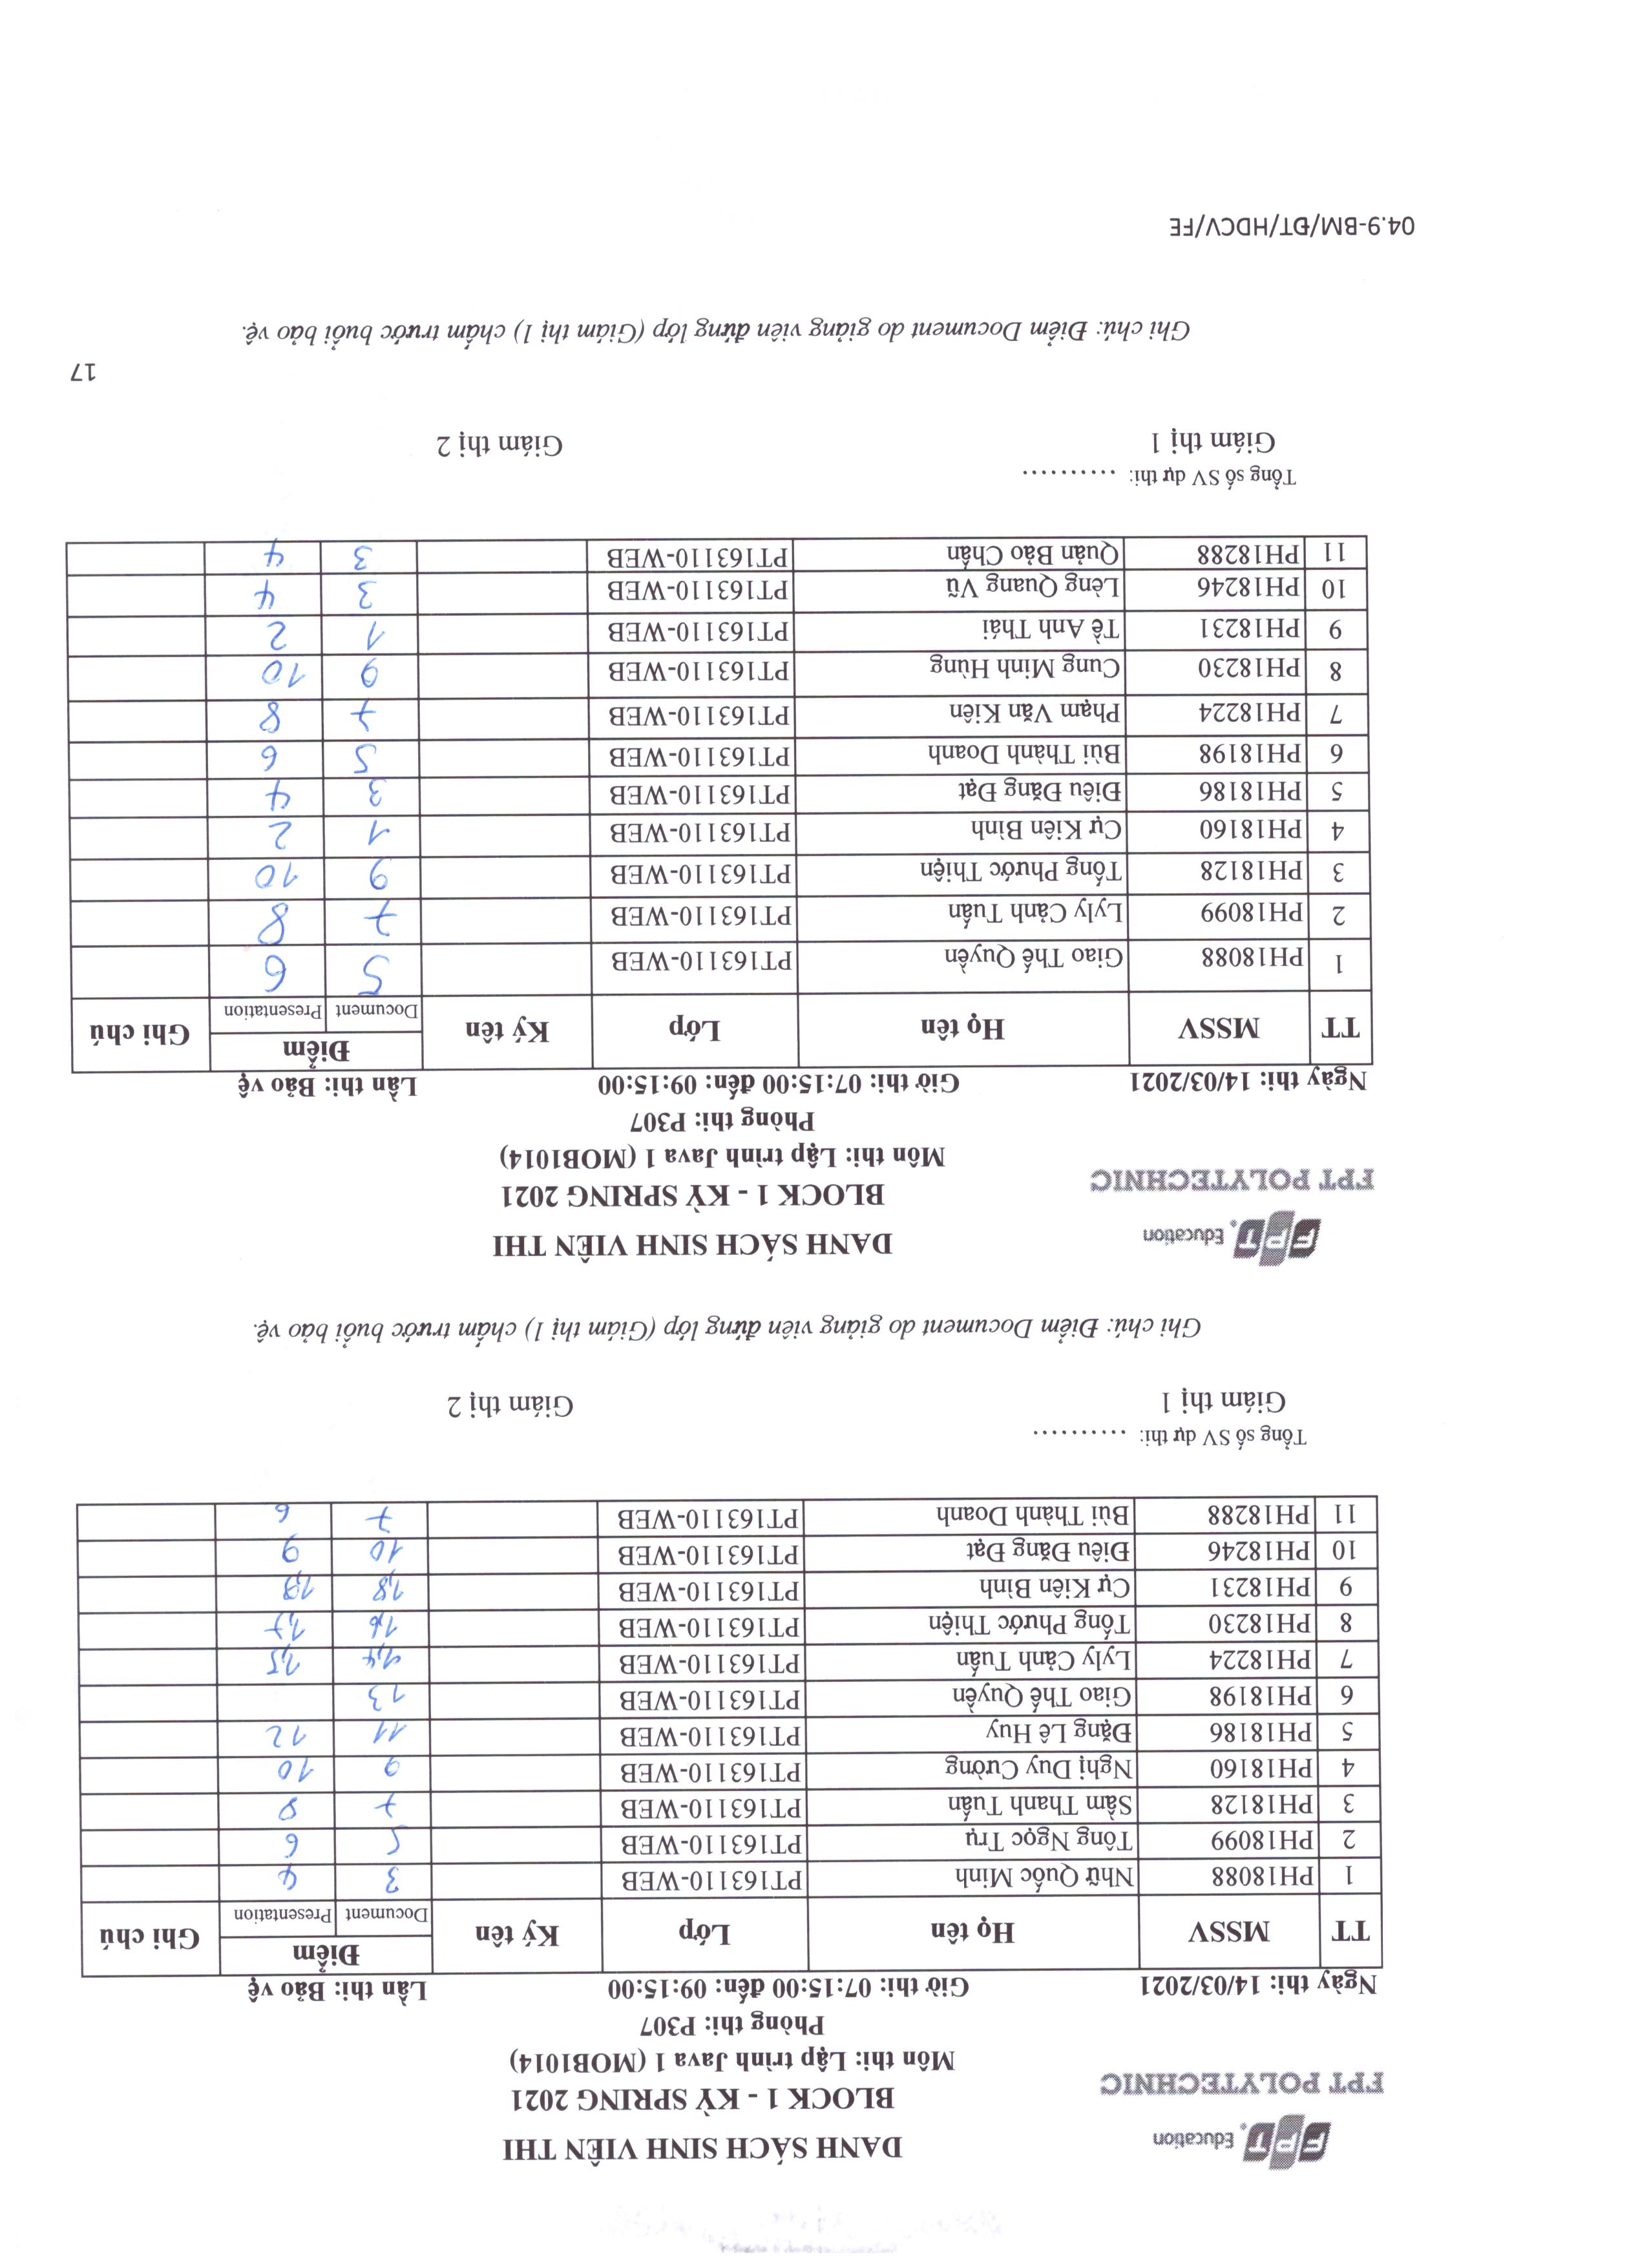 FPT Education
FPT POLYTECHNIC
DANH SÁCH SINH VIÊN THI
BLOCK 1 - KỲ SPRING 2021
Môn thi: Lập trình Java 1 (MOB1014)
Phòng thi: P307
Ngày thi: 14/03/2021 Giờ thi: 07:15:00 đến: 09:15:00 Lần thi: Bảo vệ
TT MSSV Họ tên Lớp Ký tên Điểm Ghi chú
Document Presentation
1 PH18088 Nhữ Quốc Minh PT163110-WEB 3 4
2 PH18099 Tông Ngọc Trụ PT163110-WEB 5 6
3 PH18128 Sầm Thanh Tuấn PT163110-WEB 7 8
4 PH18160 Nghị Duy Cường PT163110-WEB 9 10
5 PH18186 Đặng Lê Huy PT163110-WEB 11 12
6 PH18198 Giao Thế Quyền PT163110-WEB 13
7 PH18224 Lyly Cảnh Tuấn PT163110-WEB 1,4 1,5
8 PH18230 Tống Phước Thiện PT163110-WEB 1,6 1,7
9 PH18231 Cự Kiên Bình PT163110-WEB 1,8 1,9
10 PH18246 Điêu Đăng Đạt PT163110-WEB 10 9
11 PH18288 Bùi Thành Doanh PT163110-WEB 7 6
Tổng số SV dự thi: ..........
Giám thị 1 Giám thị 2
Ghi chú: Điểm Document do giảng viên đứng lớp (Giám thị 1) chấm trước buổi bảo vệ.
FPT Education
FPT POLYTECHNIC
DANH SÁCH SINH VIÊN THI
BLOCK 1 - KỲ SPRING 2021
Môn thi: Lập trình Java 1 (MOB1014)
Phòng thi: P307
Ngày thi: 14/03/2021 Giờ thi: 07:15:00 đến: 09:15:00 Lần thi: Bảo vệ
TT MSSV Họ tên Lớp Ký tên Điểm Ghi chú
Document Presentation
1 PH18088 Giao Thế Quyền PT163110-WEB 5 6
2 PH18099 Lyly Cảnh Tuấn PT163110-WEB 7 8
3 PH18128 Tống Phước Thiện PT163110-WEB 9 10
4 PH18160 Cự Kiên Bình PT163110-WEB 1 2
5 PH18186 Điêu Đăng Đạt PT163110-WEB 3 4
6 PH18198 Bùi Thành Doanh PT163110-WEB 5 6
7 PH18224 Phạm Văn Kiên PT163110-WEB 7 8
8 PH18230 Cung Minh Hùng PT163110-WEB 9 10
9 PH18231 Tề Anh Thái PT163110-WEB 1 2
10 PH18246 Lèng Quang Vũ PT163110-WEB 3 4
11 PH18288 Quản Bảo Chấn PT163110-WEB 3 4
Tổng số SV dự thi: ..........
Giám thị 1 Giám thị 2
17
Ghi chú: Điểm Document do giảng viên đứng lớp (Giám thị 1) chấm trước buổi bảo vệ.
04.9-BM/ĐT/HDCV/FE